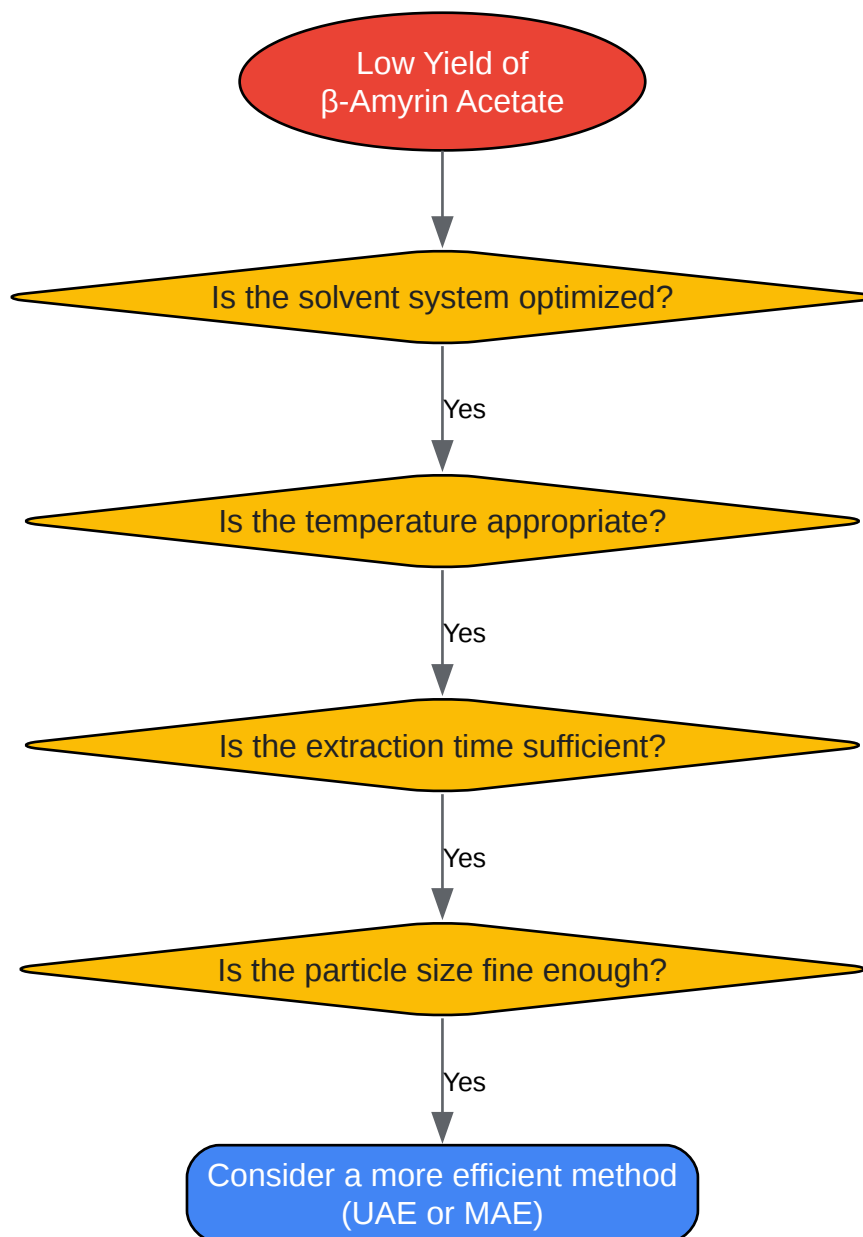 Low Yield of
β-Amyrin Acetate
Is the solvent system optimized?
Yes
Is the temperature appropriate?
Yes
Is the extraction time sufficient?
Yes
Is the particle size fine enough?
Yes
Consider a more efficient method
(UAE or MAE)